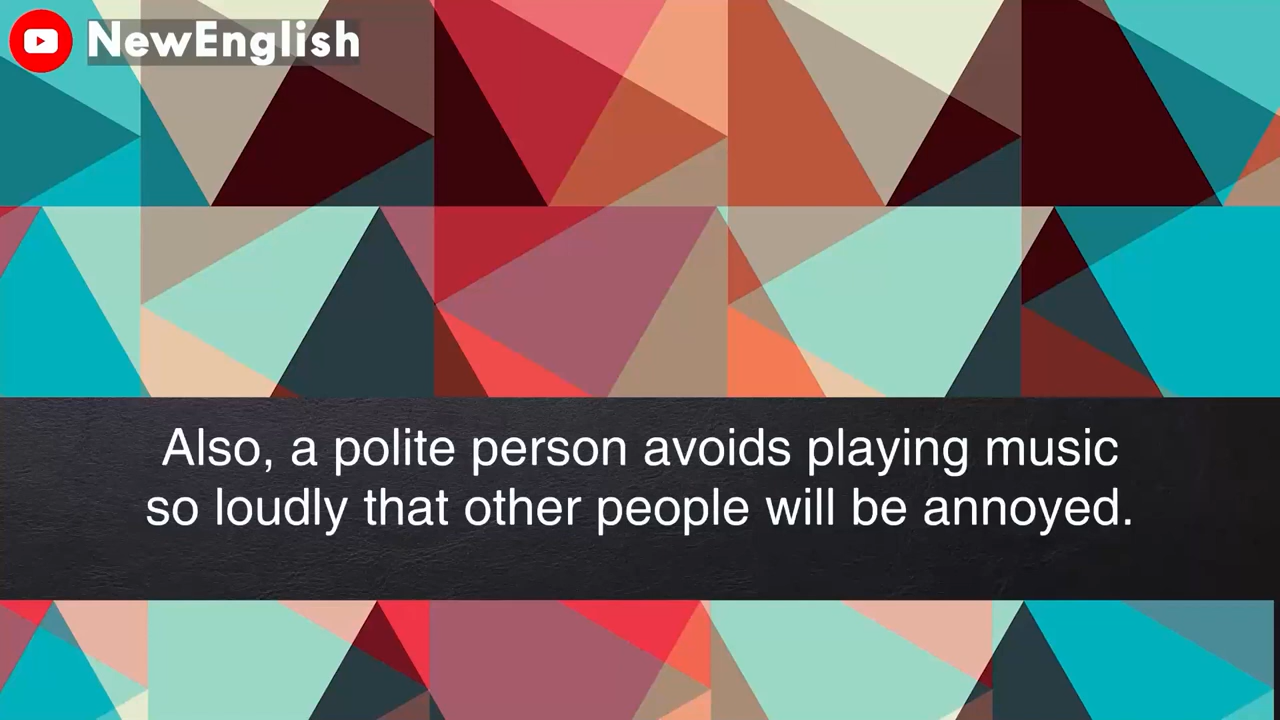 NewEnglish
Also, a polite person avoids playing music
so loudly that other people will be annoyed.